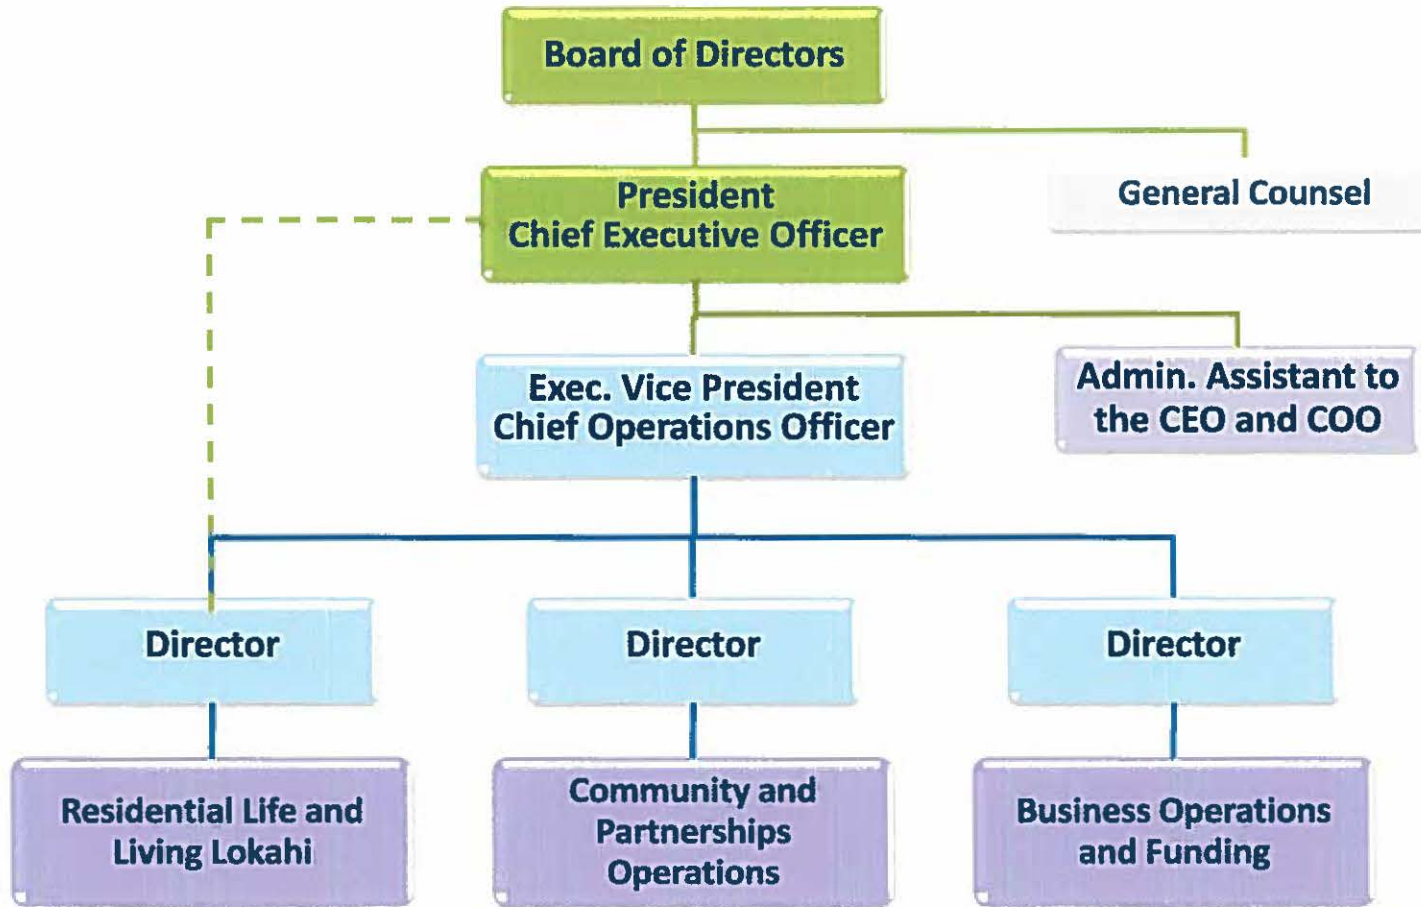 Board of Directors
President
Chief Executive Officer
General Counsel
Exec. Vice President
Chief Operations Officer
Admin. Assistant to
the CEO and COO
Director
Director
Director
Residential Life and
Living Lokahi
Community and
Partnerships
Operations
Business Operations
and Funding